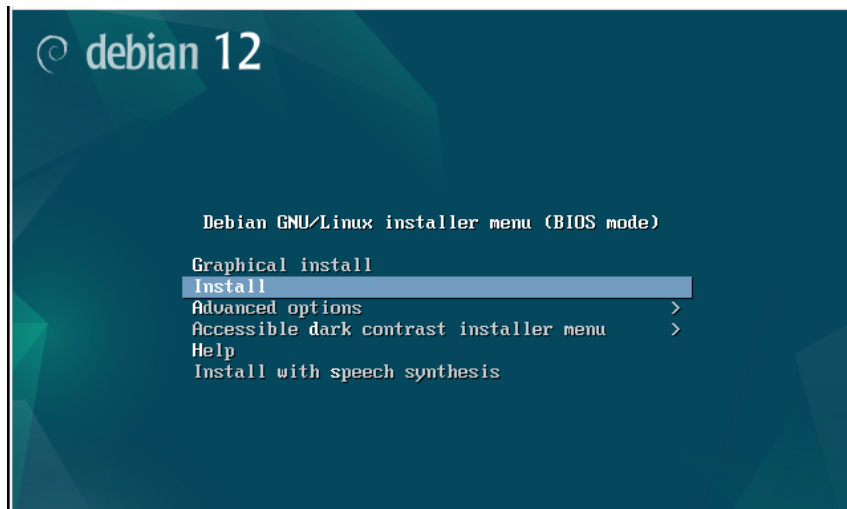 debian 12
Debian GNU/Linux installer menu (BIOS mode)
Graphical install
Install
Advanced options >
Accessible dark contrast installer menu >
Help
Install with speech synthesis